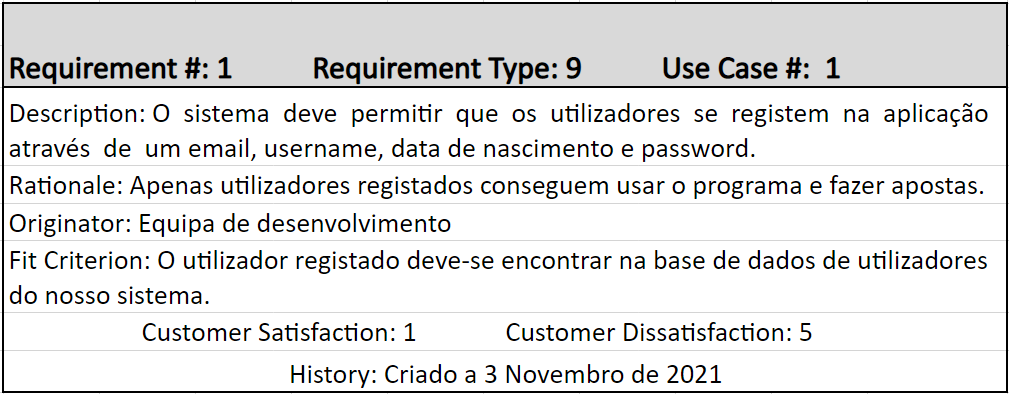 Requirement #: 1 Requirement Type: 9 Use Case #: 1
Description: O sistema deve permitir que os utilizadores se registem na aplicação
através de um email, username, data de nascimento e password.
Rationale: Apenas utilizadores registados conseguem usar o programa e fazer apostas.
Originator: Equipa de desenvolvimento
Fit Criterion: O utilizador registado deve-se encontrar na base de dados de utilizadores
do nosso sistema.
Customer Satisfaction: 1 Customer Dissatisfaction: 5
History: Criado a 3 Novembro de 2021